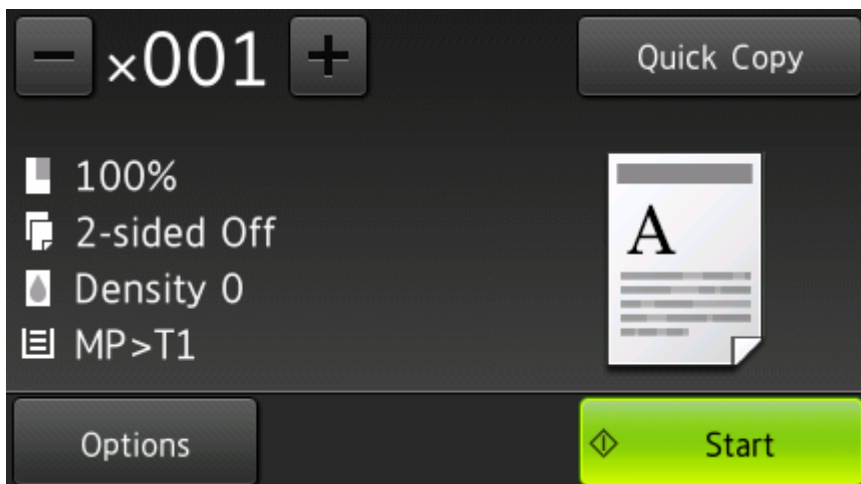 ×001
Quick Copy
100%
2-sided Off
Density 0
MP>T1
A
Options
Start